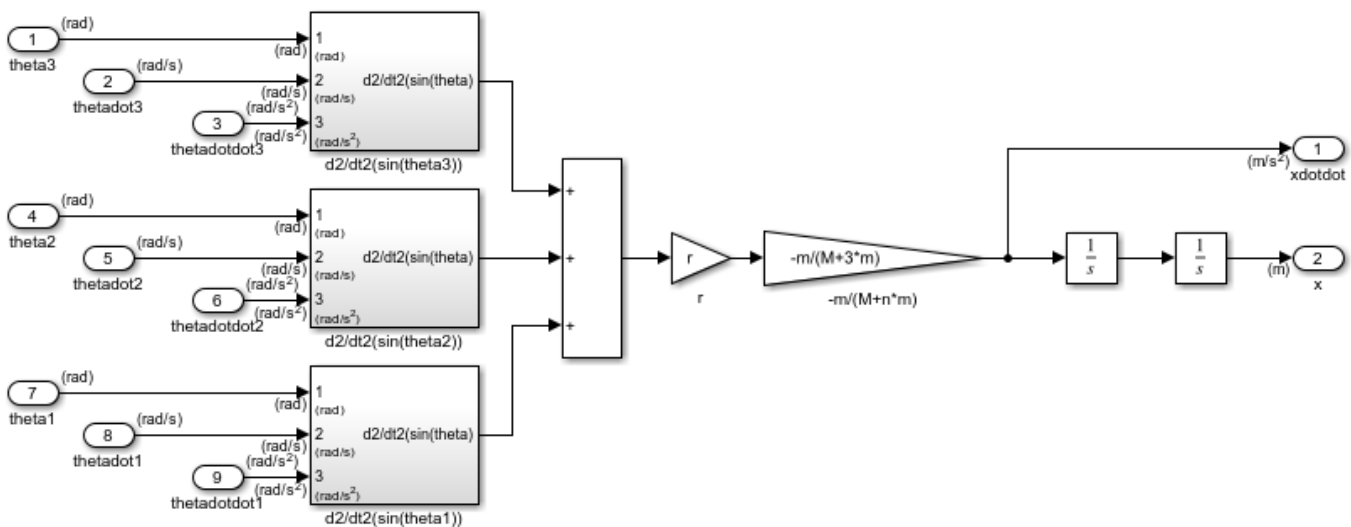 (rad)
1
theta3
(rad)
1
(rad)
(rad/s)
2
thetadot3
(rad/s)
2
(rad/s)
d2/dt2(sin(theta)
(rad/s²)
3
thetadotdot3
(rad/s²)
3
(rad/s²)
d2/dt2(sin(theta3))
(rad)
4
theta2
(rad)
1
(rad)
(rad/s)
5
thetadot2
(rad/s)
2
(rad/s)
d2/dt2(sin(theta)
(rad/s²)
6
thetadotdot2
(rad/s²)
3
(rad/s²)
d2/dt2(sin(theta2))
(rad)
7
theta1
(rad)
1
(rad)
(rad/s)
8
thetadot1
(rad/s)
2
(rad/s)
d2/dt2(sin(theta)
(rad/s²)
9
thetadotdot1
(rad/s²)
3
(rad/s²)
d2/dt2(sin(theta1))
+
+
+
r
r
-m/(M+3*m)
-m/(M+n*m)
(m/s²)
1
xdotdot
1
s
1
s
(m)
2
x